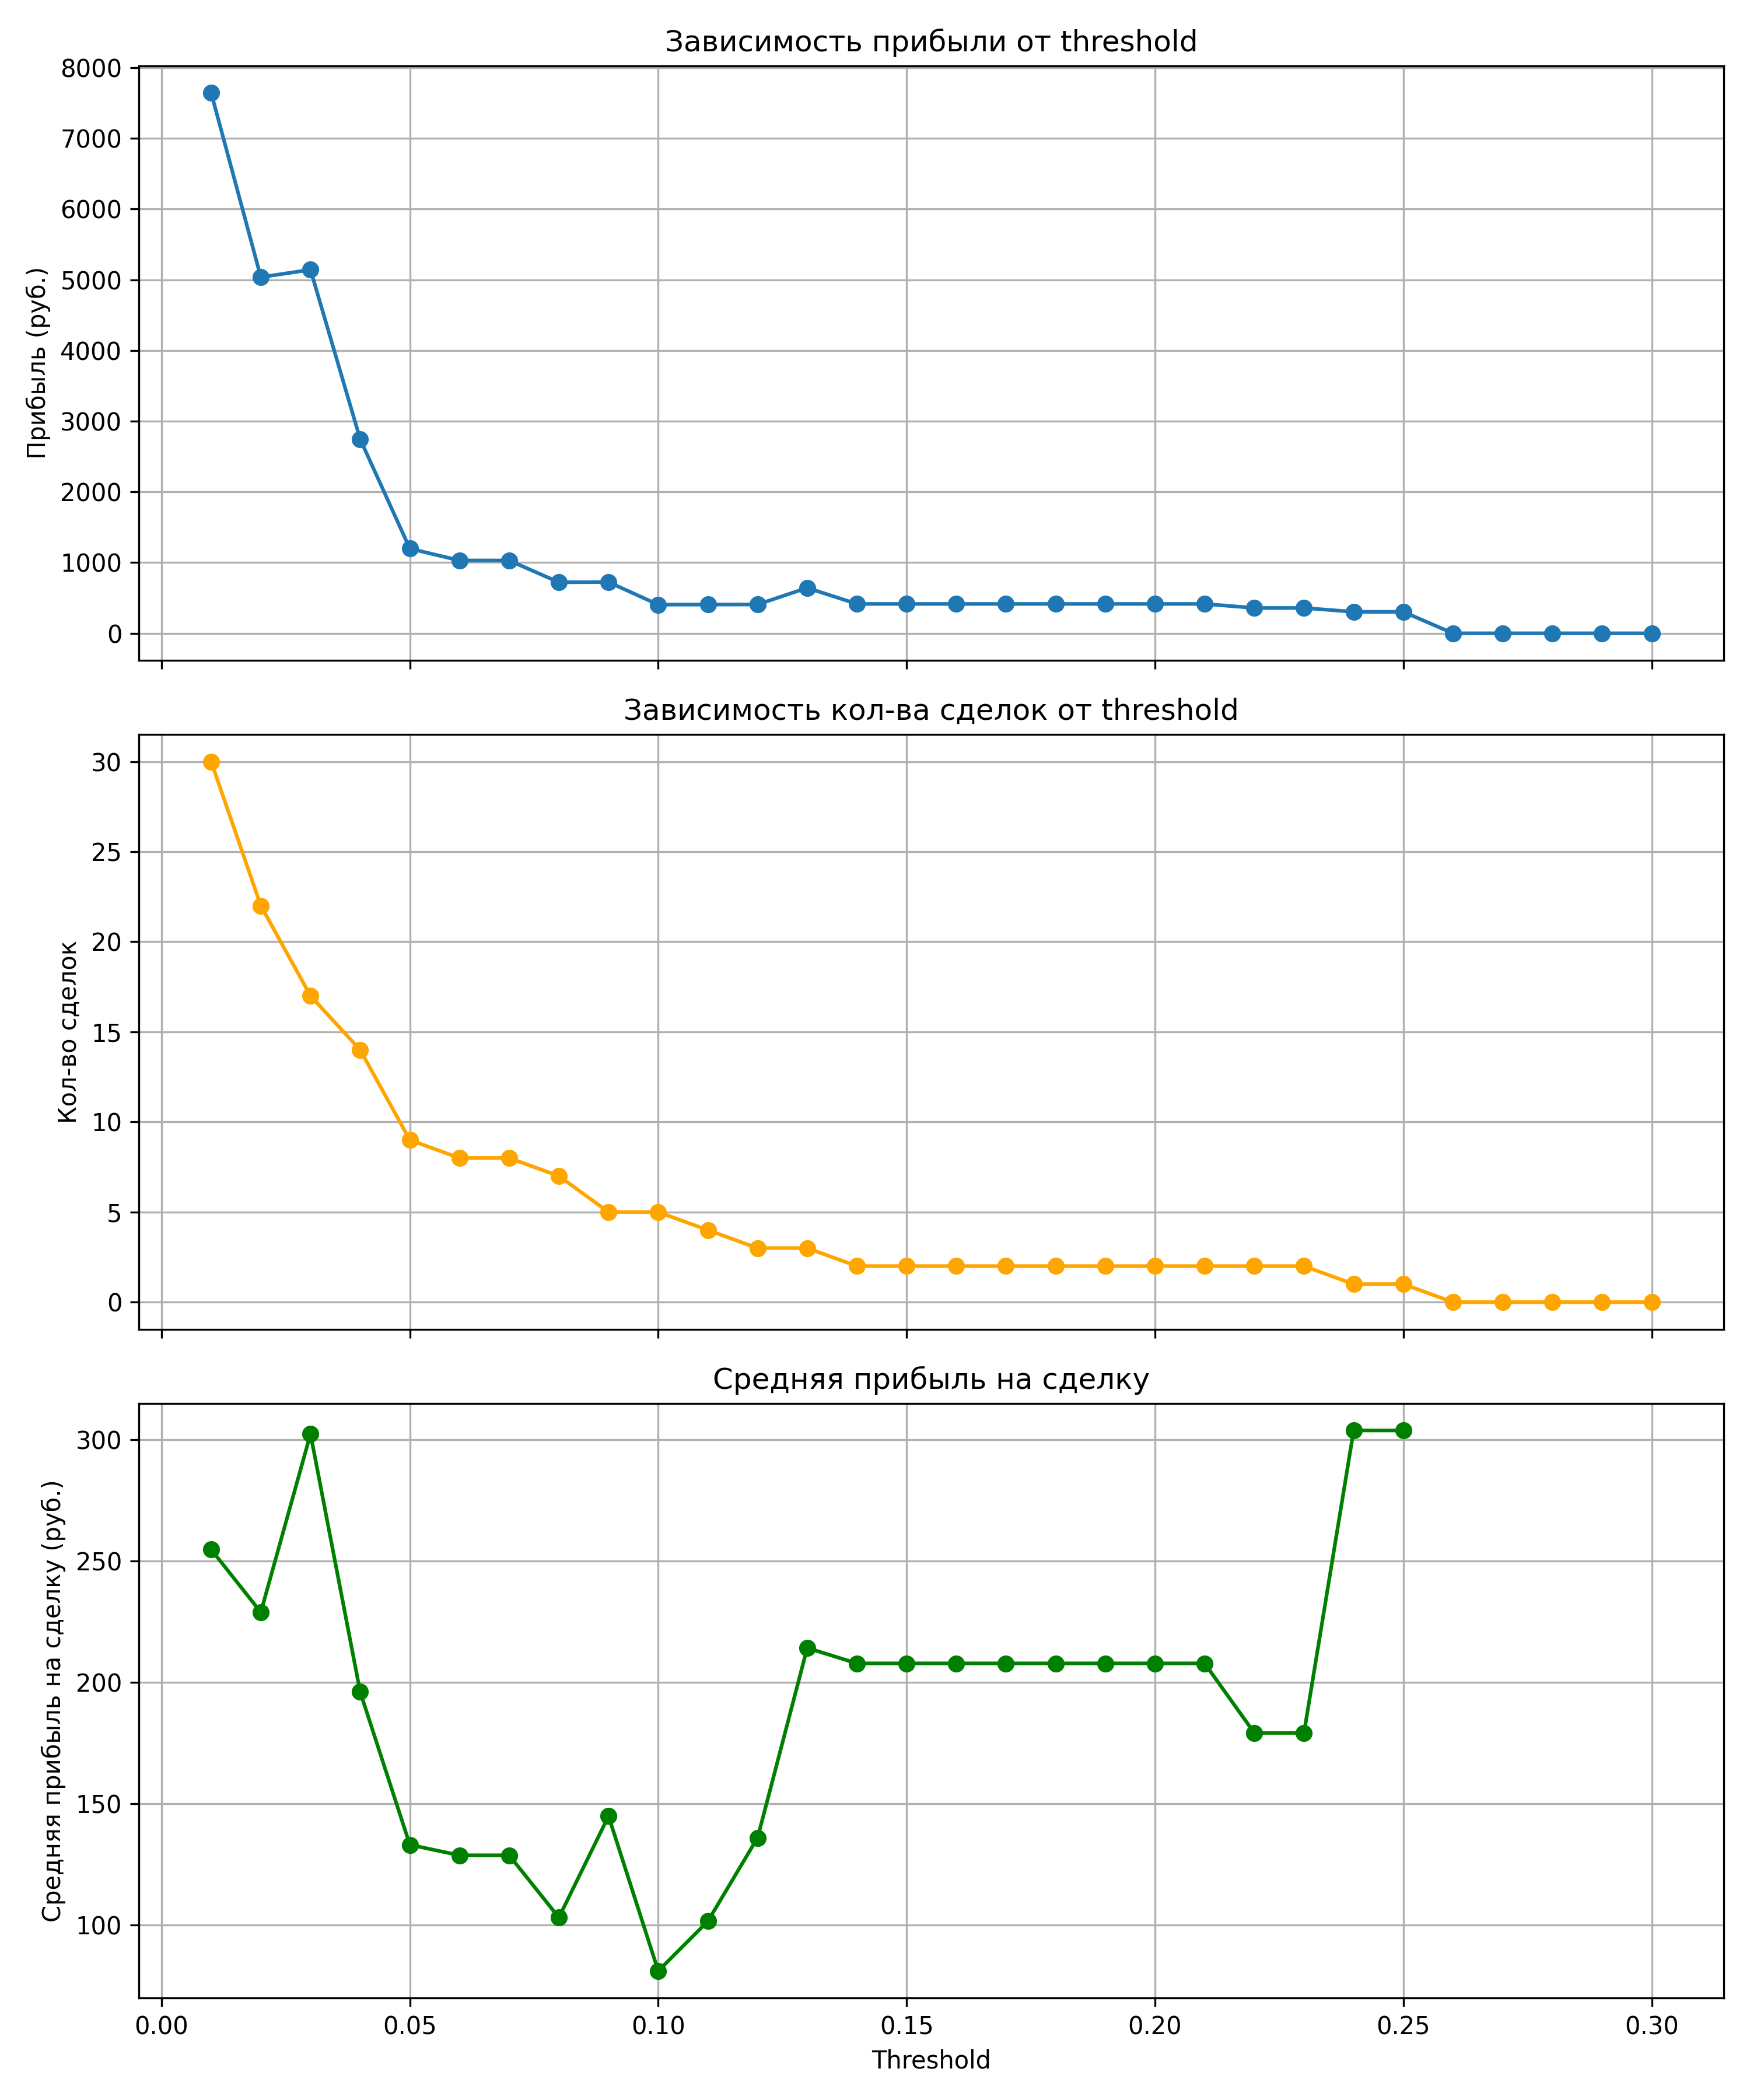 Зависимость прибыли от threshold
8000
7000
6000
5000
4000
3000
2000
1000
0
Прибыль (руб.)
Зависимость кол-ва сделок от threshold
30
25
20
15
10
5
0
Кол-во сделок
Средняя прибыль на сделку
300
250
200
150
100
Средняя прибыль на сделку (руб.)
0.00 0.05 0.10 0.15 0.20 0.25 0.30
Threshold